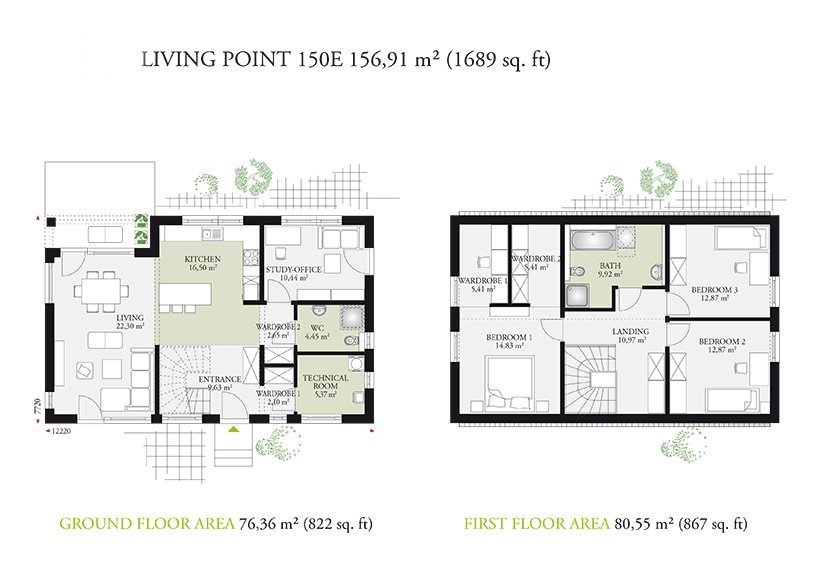 LIVING POINT 150E 156,91 m² (1689 sq. ft)
KITCHEN
16,50 m²
STUDY-OFFICE
10,44 m²
LIVING
22,30 m²
WARDROBE 2
2,65 m²
WC
4,45 m²
ENTRANCE
9,63 m²
TECHNICAL
ROOM
5,37 m²
WARDROBE 1
2,10 m²
7720
12220
WARDROBE 1
5,41 m²
WARDROBE 2
5,41 m²
BATH
9,92 m²
BEDROOM 3
12,87 m²
BEDROOM 1
14,83 m²
LANDING
10,97 m²
BEDROOM 2
12,87 m²
GROUND FLOOR AREA 76,36 m² (822 sq. ft)
FIRST FLOOR AREA 80,55 m² (867 sq. ft)